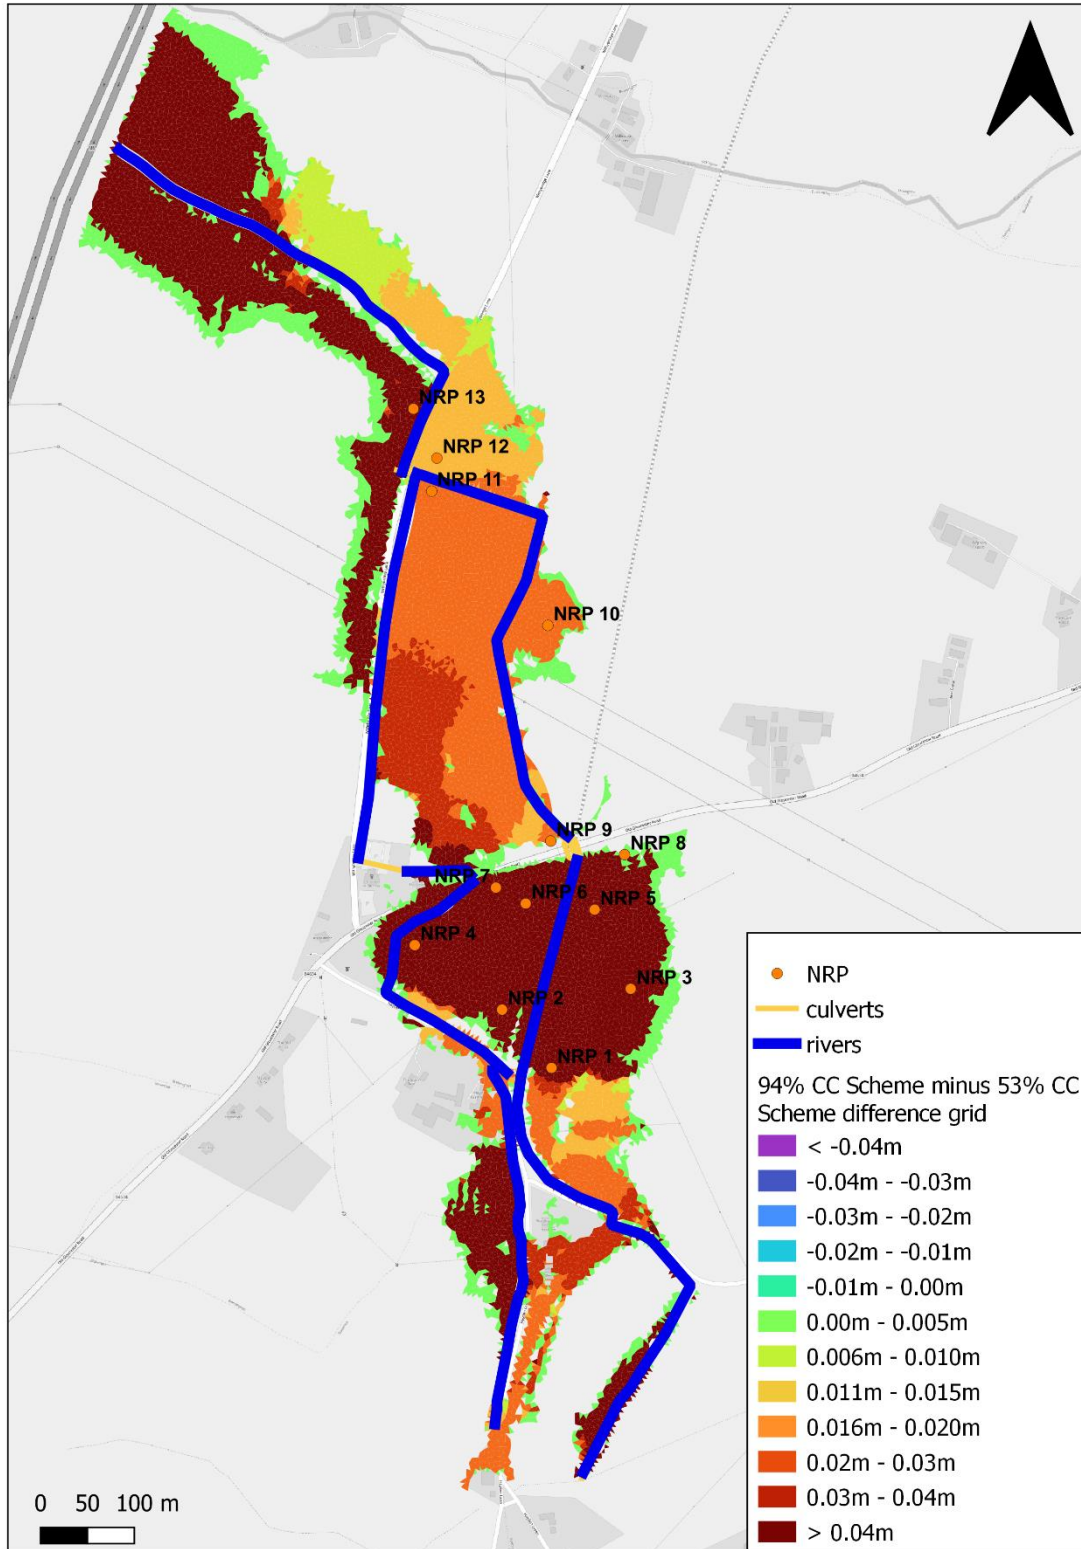 NRP 13
NRP 12
NRP 11
NRP 10
NRP 9
NRP 8
NRP 7
NRP 6
NRP 5
NRP 4
NRP 3
NRP 2
NRP 1
NRP
culverts
rivers
94% CC Scheme minus 53% CC
Scheme difference grid
< -0.04m
-0.04m - -0.03m
-0.03m - -0.02m
-0.02m - -0.01m
-0.01m - 0.00m
0.00m - 0.005m
0.006m - 0.010m
0.011m - 0.015m
0.016m - 0.020m
0.02m - 0.03m
0.03m - 0.04m
> 0.04m
0 50 100 m